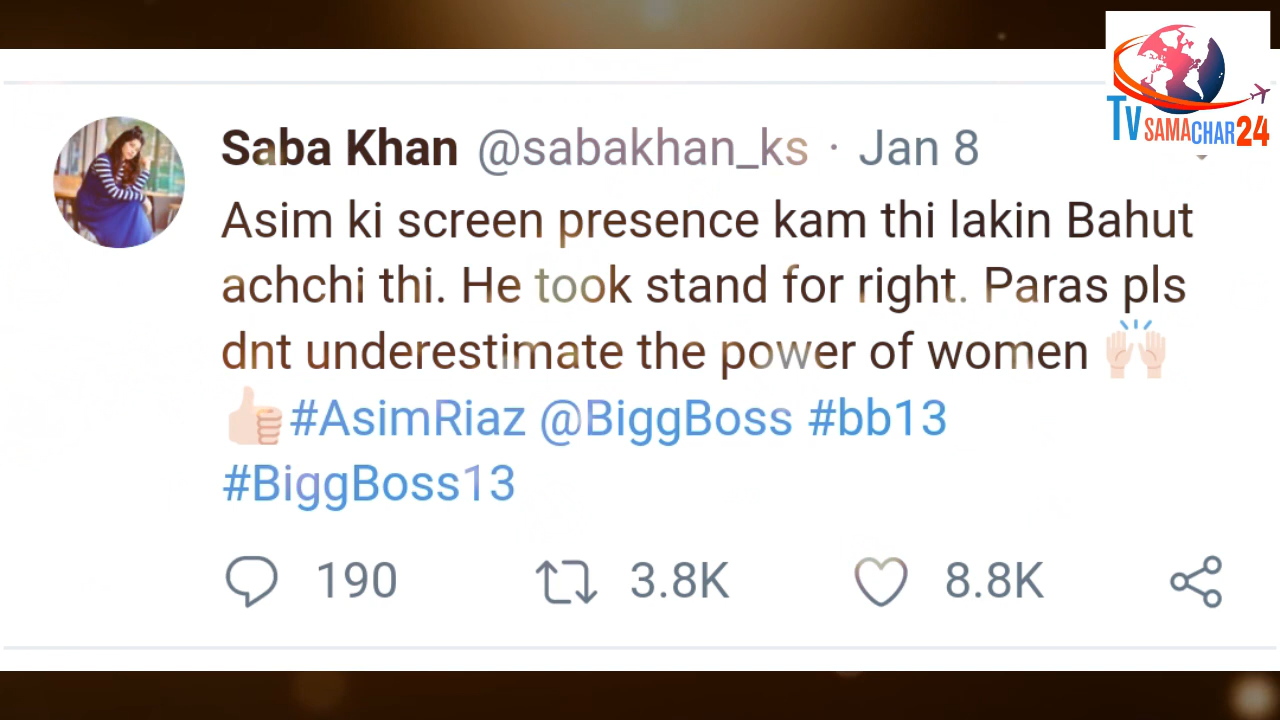 TV SAMACHAR24
Saba Khan @sabakhan_ks · Jan 8
Asim ki screen presence kam thi lakin Bahut
achchi thi. He took stand for right. Paras pls
dnt underestimate the power of women 🙌🏻
👍🏻#AsimRiaz @BiggBoss #bb13
#BiggBoss13
190 3.8K 8.8K